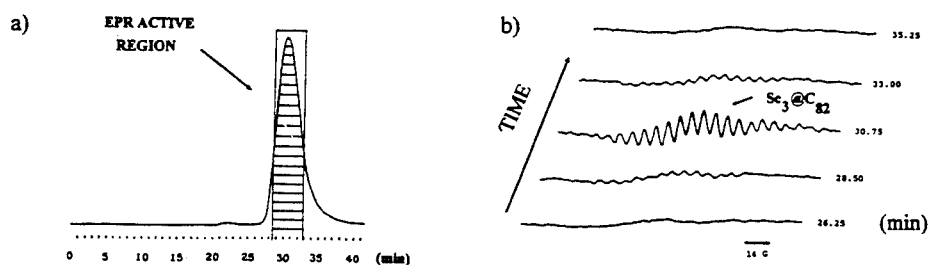 a)
EPR ACTIVE
REGION
0 5 10 15 20 25 30 35 40 (min)
b)
TIME
35.25
33.00
Sc3@C82
30.75
28.50
26.25 (min)
16 G